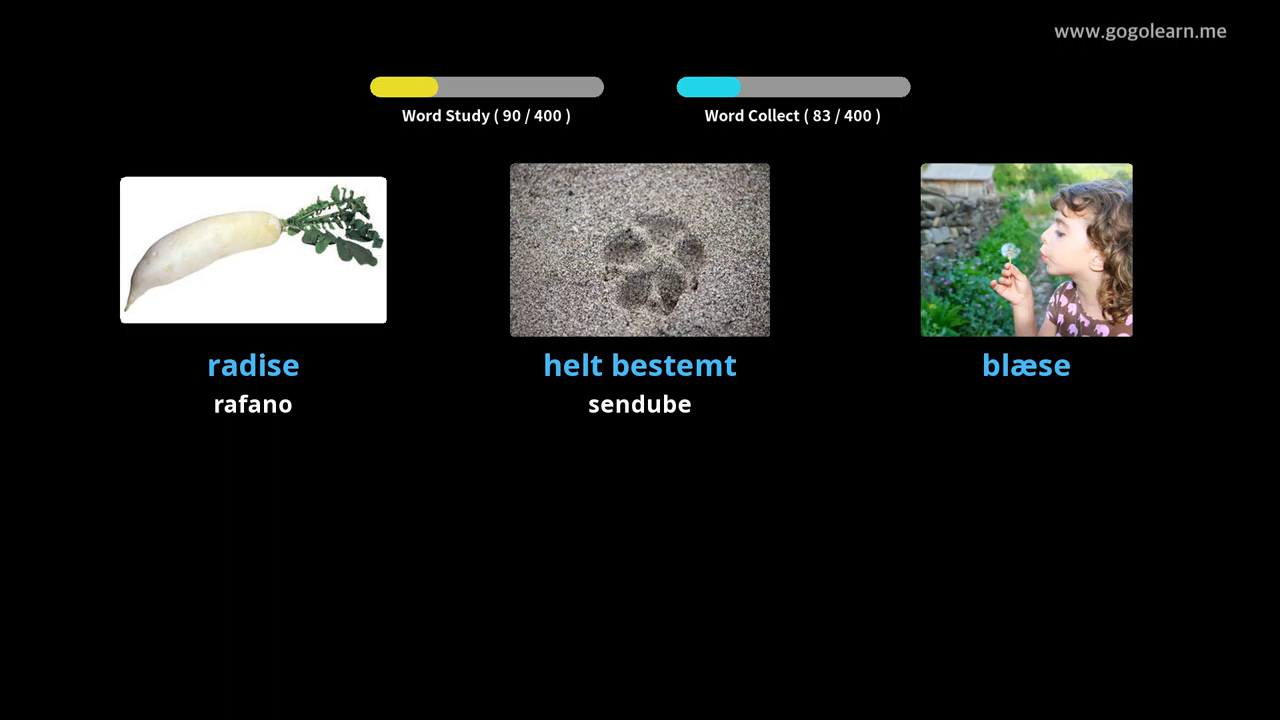 www.gogolearn.me
Word Study ( 90 / 400 )
Word Collect ( 83 / 400 )
radise
rafano
helt bestemt
sendube
blæse